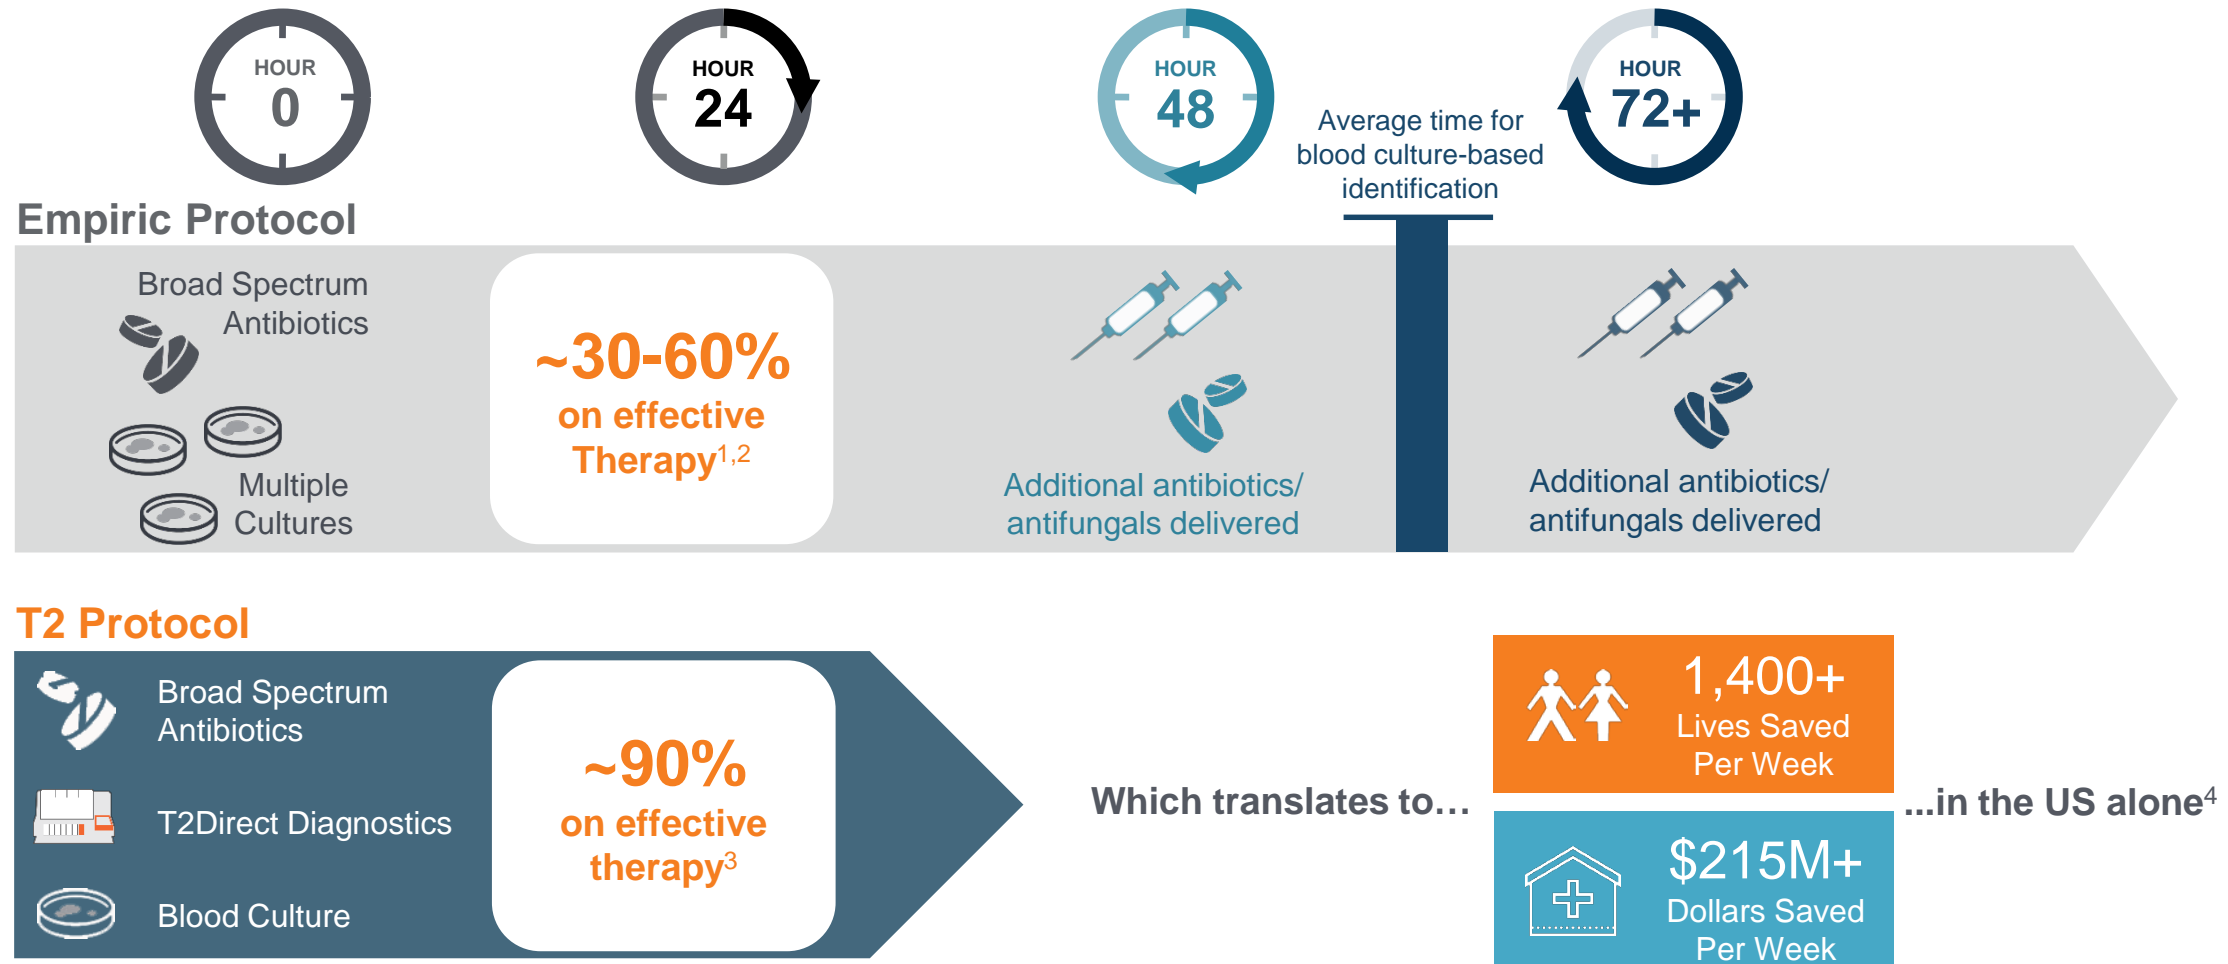 HOUR
0
HOUR
24
HOUR
48
HOUR
72+
Average time for
blood culture-based
identification
Empiric Protocol
Broad Spectrum
Antibiotics
Multiple
Cultures
~30-60%
on effective
Therapy1,2
Additional antibiotics/
antifungals delivered
Additional antibiotics/
antifungals delivered
T2 Protocol
Broad Spectrum
Antibiotics
T2Direct Diagnostics
Blood Culture
~90%
on effective
therapy3
Which translates to…
1,400+
Lives Saved
Per Week
$215M+
Dollars Saved
Per Week
...in the US alone4